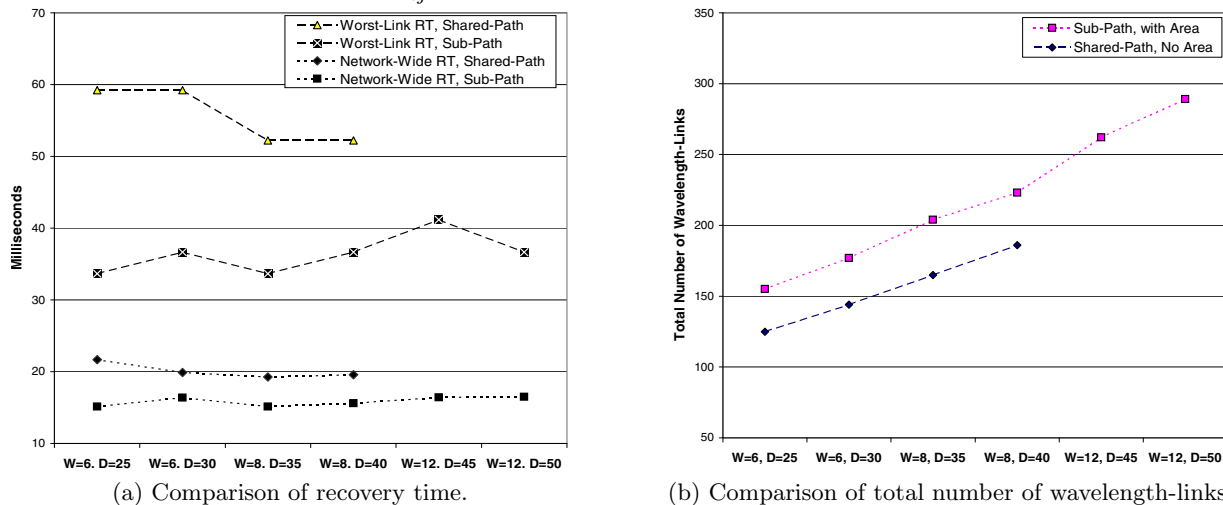 70
60
50
40
30
20
10
Milliseconds
Worst-Link RT, Shared-Path
Worst-Link RT, Sub-Path
Network-Wide RT, Shared-Path
Network-Wide RT, Sub-Path
W=6. D=25 W=6. D=30 W=8. D=35 W=8. D=40 W=12. D=45 W=12. D=50
(a) Comparison of recovery time.
350
300
250
200
150
100
50
Total Number of Wavelength-Links
Sub-Path, with Area
Shared-Path, No Area
W=6, D=25 W=6, D=30 W=8, D=35 W=8, D=40 W=12, D=45 W=12, D=50
(b) Comparison of total number of wavelength-links